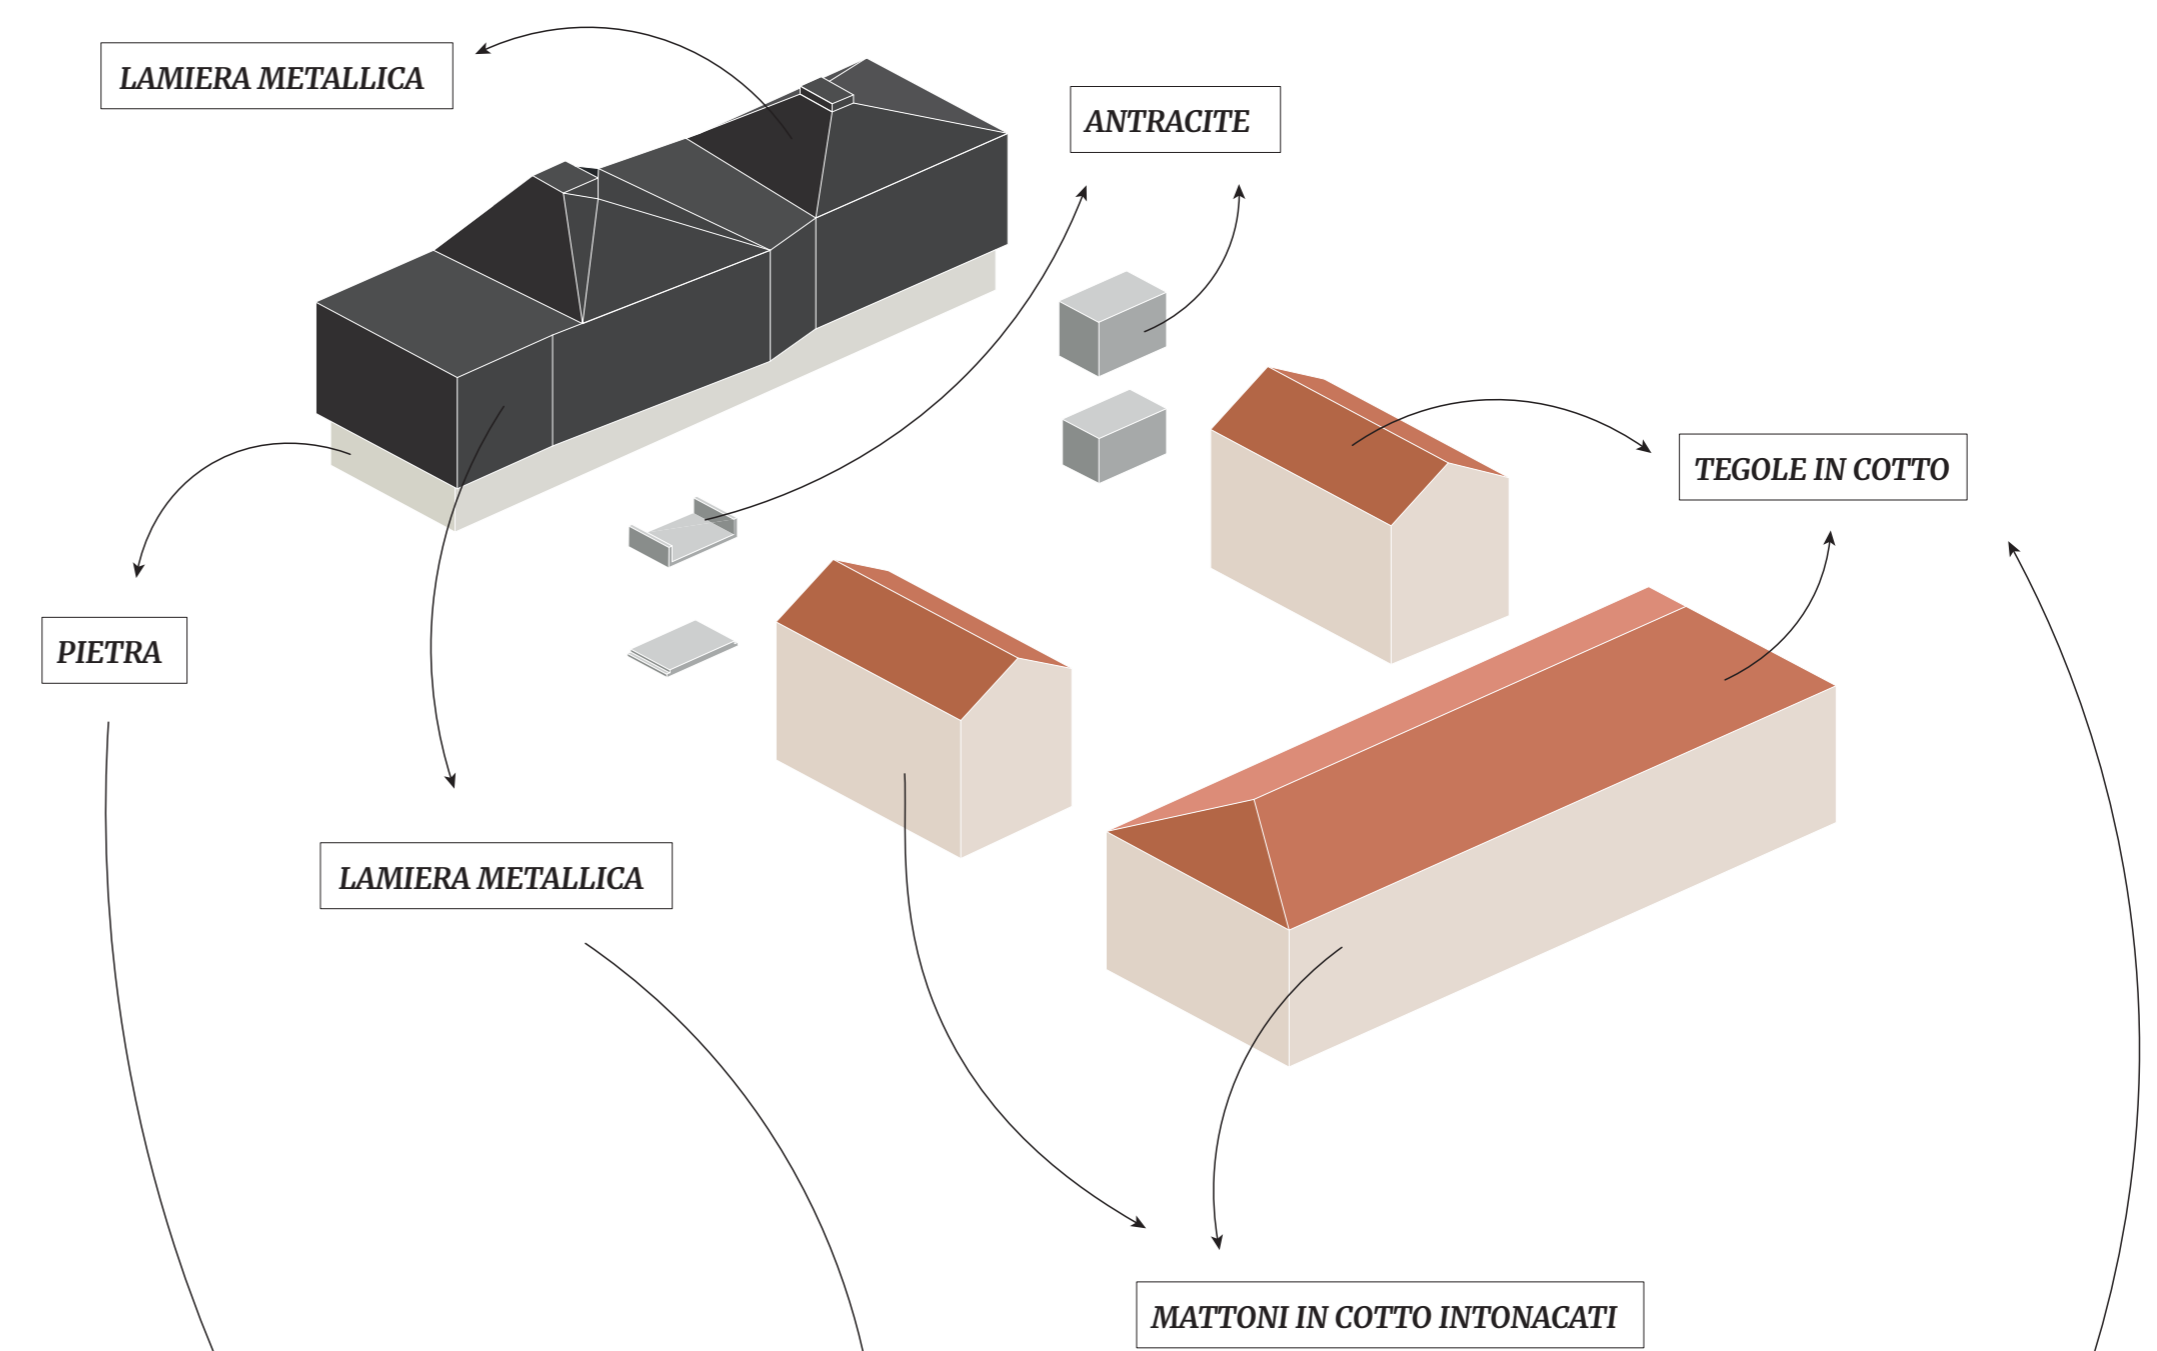 LAMIERA METALLICA
ANTRACITE
TEGOLE IN COTTO
PIETRA
LAMIERA METALLICA
MATTONI IN COTTO INTONACATI